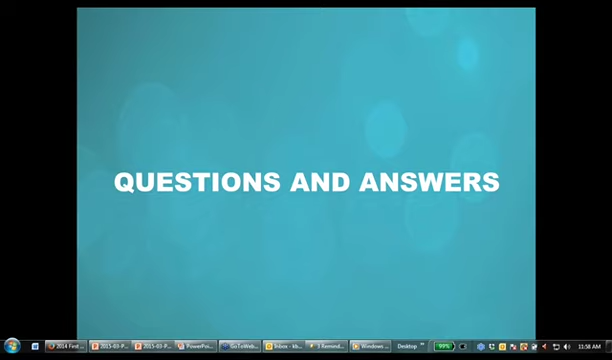 QUESTIONS AND ANSWERS
2014 First ...
2015-03-P...
2015-03-P...
PowerPoi...
GoToWeb...
Inbox - kb...
3 Remind...
Windows ...
Desktop
99%
11:58 AM